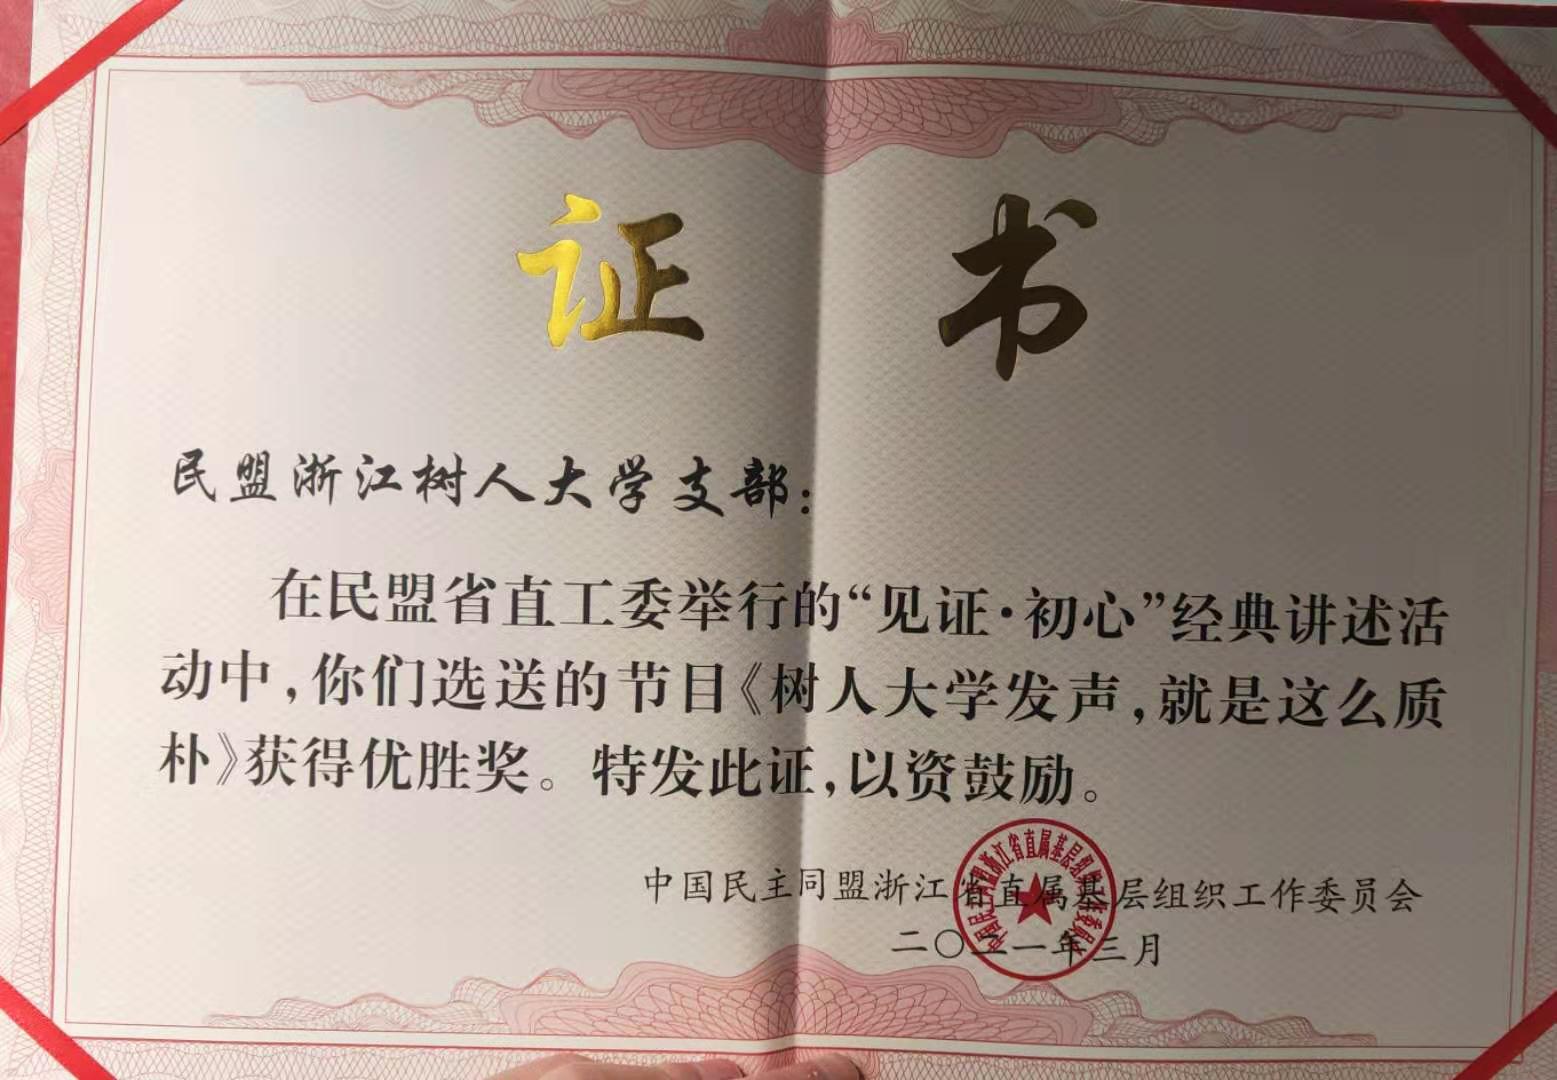 证书
民盟浙江树人大学支部：
在民盟省直工委举行的“见证·初心”经典讲述活
动中，你们选送的节目《树人大学发声，就是这么质
朴》获得优胜奖。特发此证，以资鼓励。
中国民主同盟浙江省直属基层组织工作委员会
二〇二一年三月